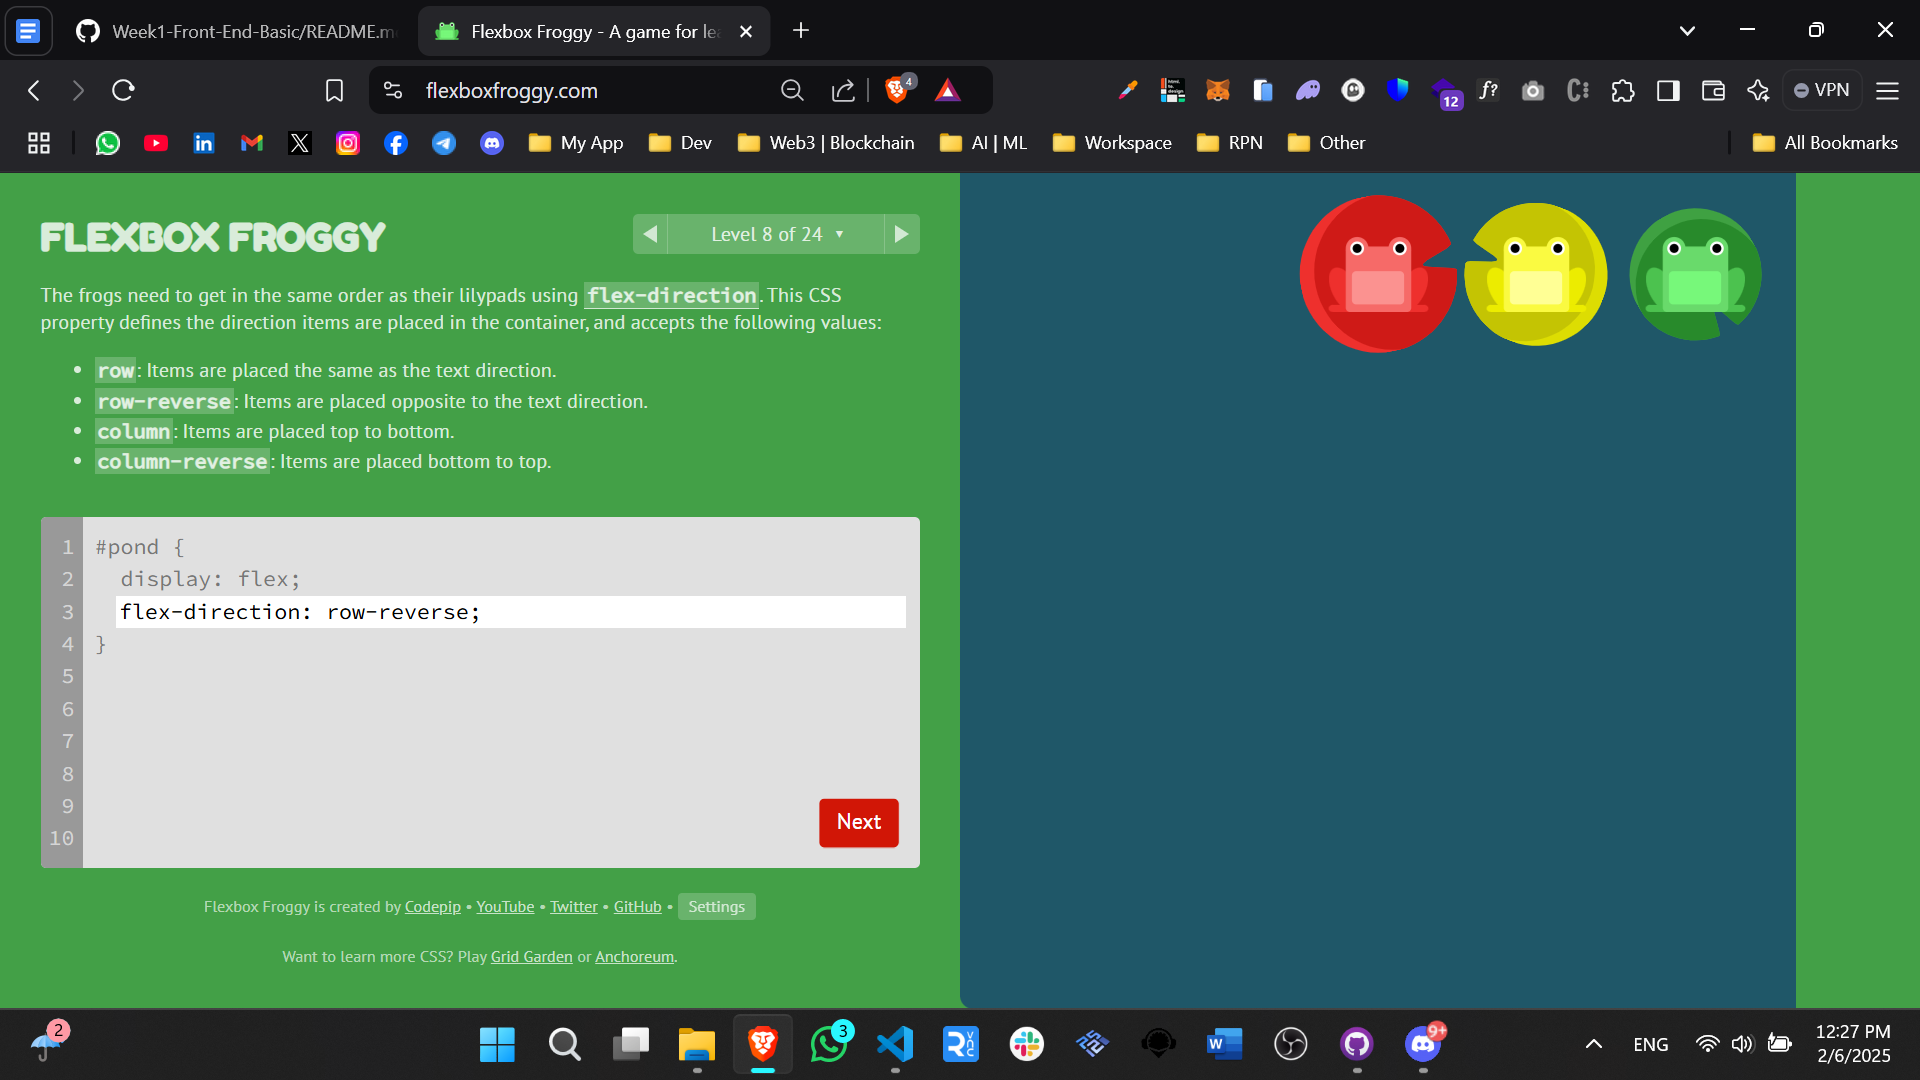 Week1-Front-End-Basic/README.m
Flexbox Froggy - A game for lea
flexboxfroggy.com
4
12
f?
VPN
My App
Dev
Web3 | Blockchain
AI | ML
Workspace
RPN
Other
All Bookmarks
FLEXBOX FROGGY
Level 8 of 24 ▼
The frogs need to get in the same order as their lilypads using flex-direction. This CSS
property defines the direction items are placed in the container, and accepts the following values:
• row: Items are placed the same as the text direction.
• row-reverse: Items are placed opposite to the text direction.
• column: Items are placed top to bottom.
• column-reverse: Items are placed bottom to top.
1 #pond {
2 display: flex;
3 flex-direction: row-reverse;
4 }
5
6
7
8
9
10
Next
Flexbox Froggy is created by Codepip • YouTube • Twitter • GitHub • Settings
Want to learn more CSS? Play Grid Garden or Anchoreum.
2
3
9+
ENG
12:27 PM
2/6/2025